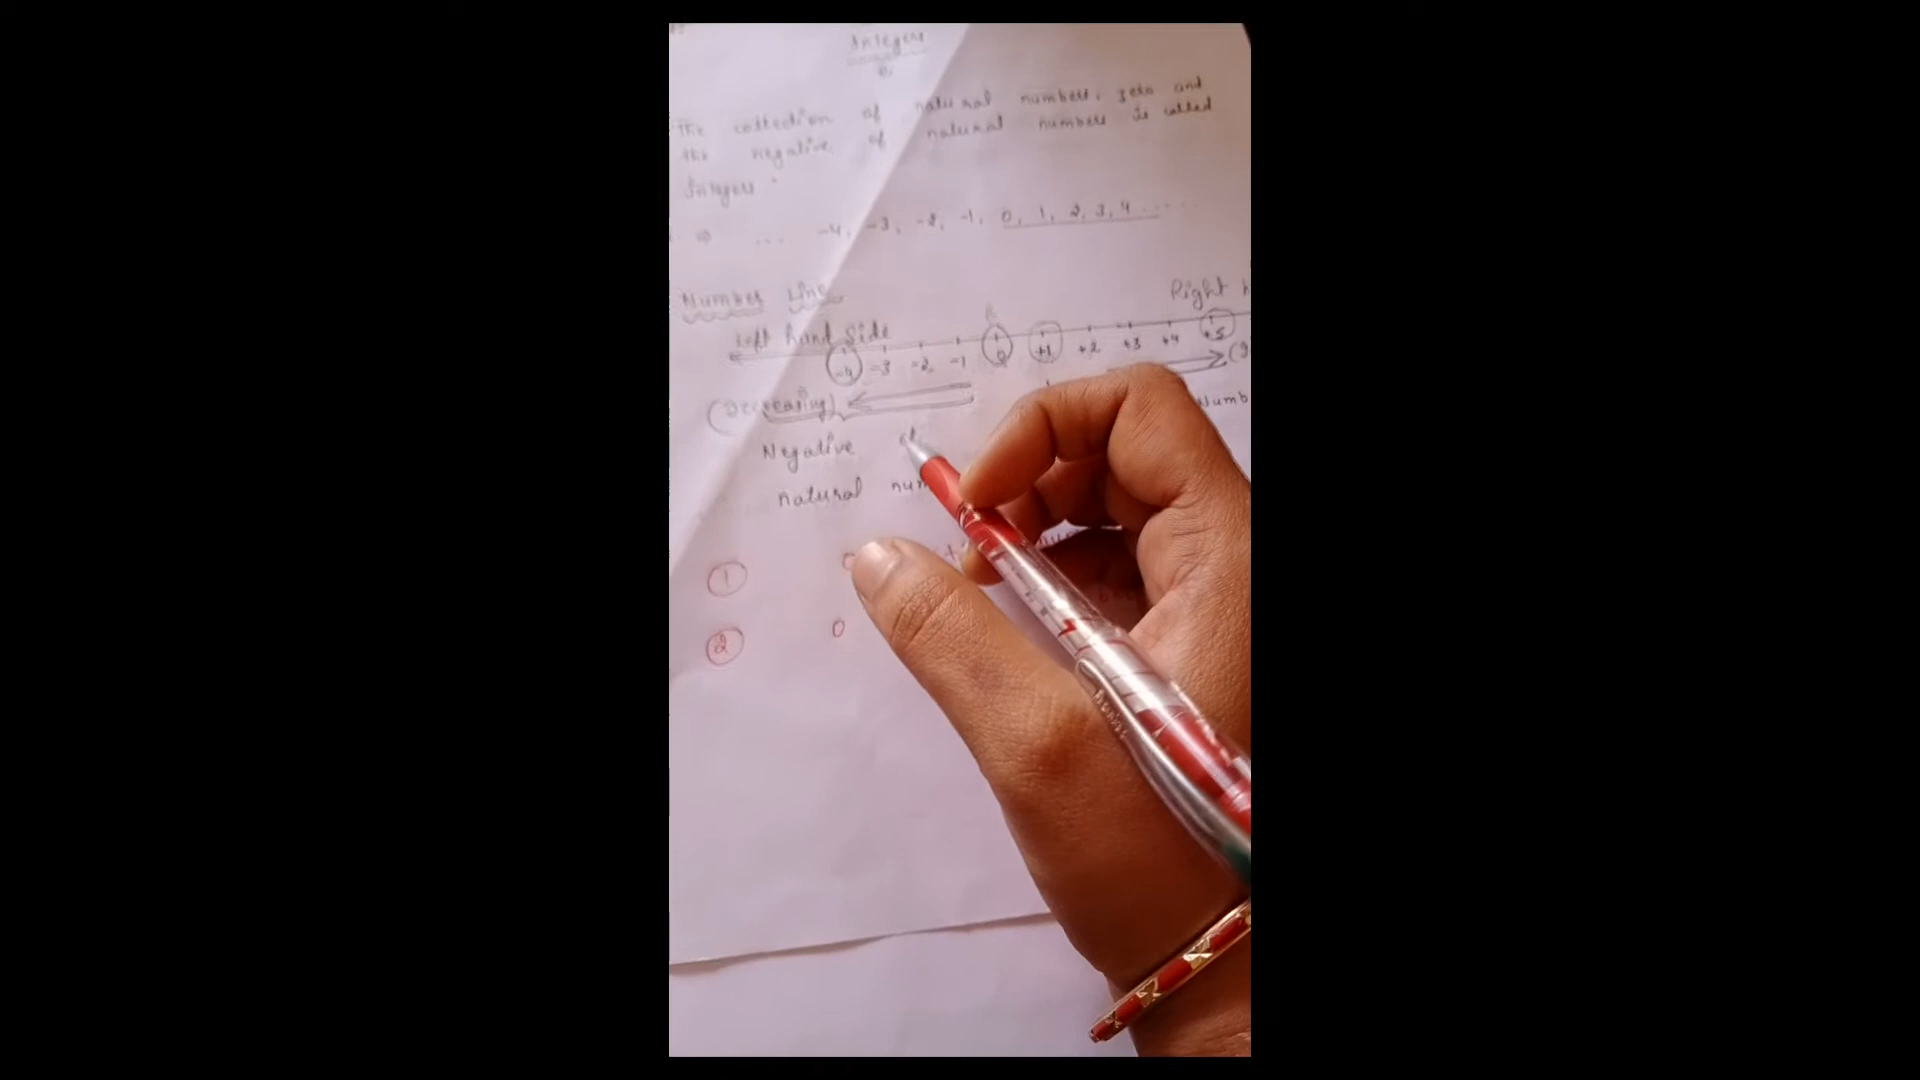 Integers
The collection of natural numbers, zero and
the negative of natural numbers is called
Integers
⇒ .... -4, -3, -2, -1, 0, 1, 2, 3, 4 .....
Number Line
Right
Left hand Side
-4 -3 -2 -1 0 +1 +2 +3 +4 +5
(Decreasing)
Negative of
natural
1
2 0